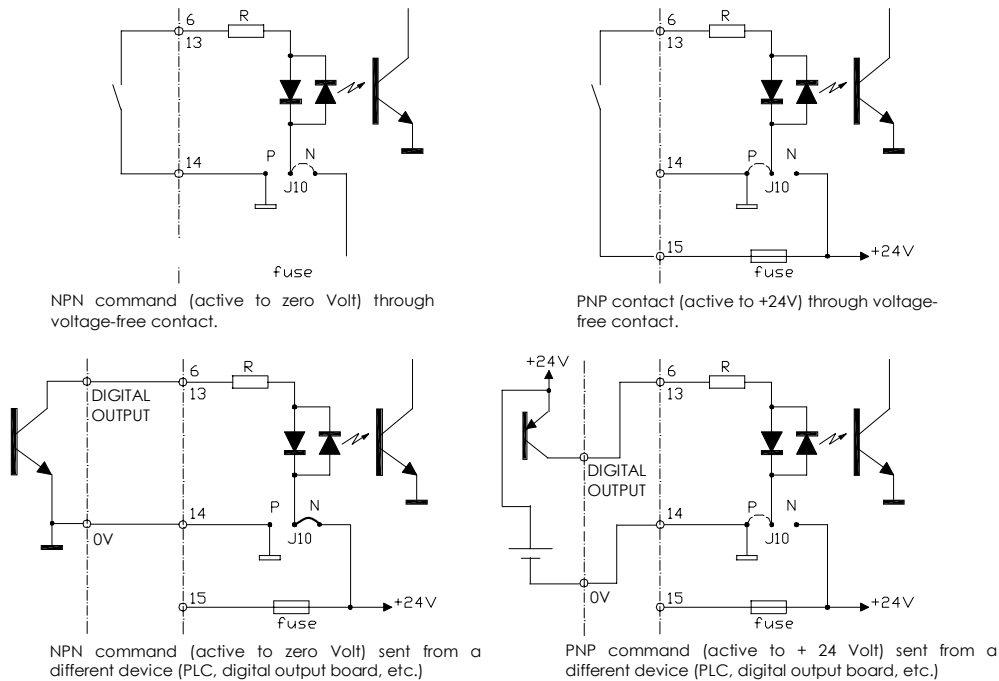 6
13
R
14
P
N
J10
fuse
NPN command (active to zero Volt) through
voltage-free contact.
6
13
R
14
P
N
J10
15
fuse
+24V
PNP contact (active to +24V) through voltage-
free contact.
6
13
R
DIGITAL
OUTPUT
14
P
N
J10
0V
15
fuse
+24V
NPN command (active to zero Volt) sent from a
different device (PLC, digital output board, etc.)
+24V
6
13
R
DIGITAL
OUTPUT
14
P
N
J10
0V
15
fuse
+24V
PNP command (active to + 24 Volt) sent from a
different device (PLC, digital output board, etc.)